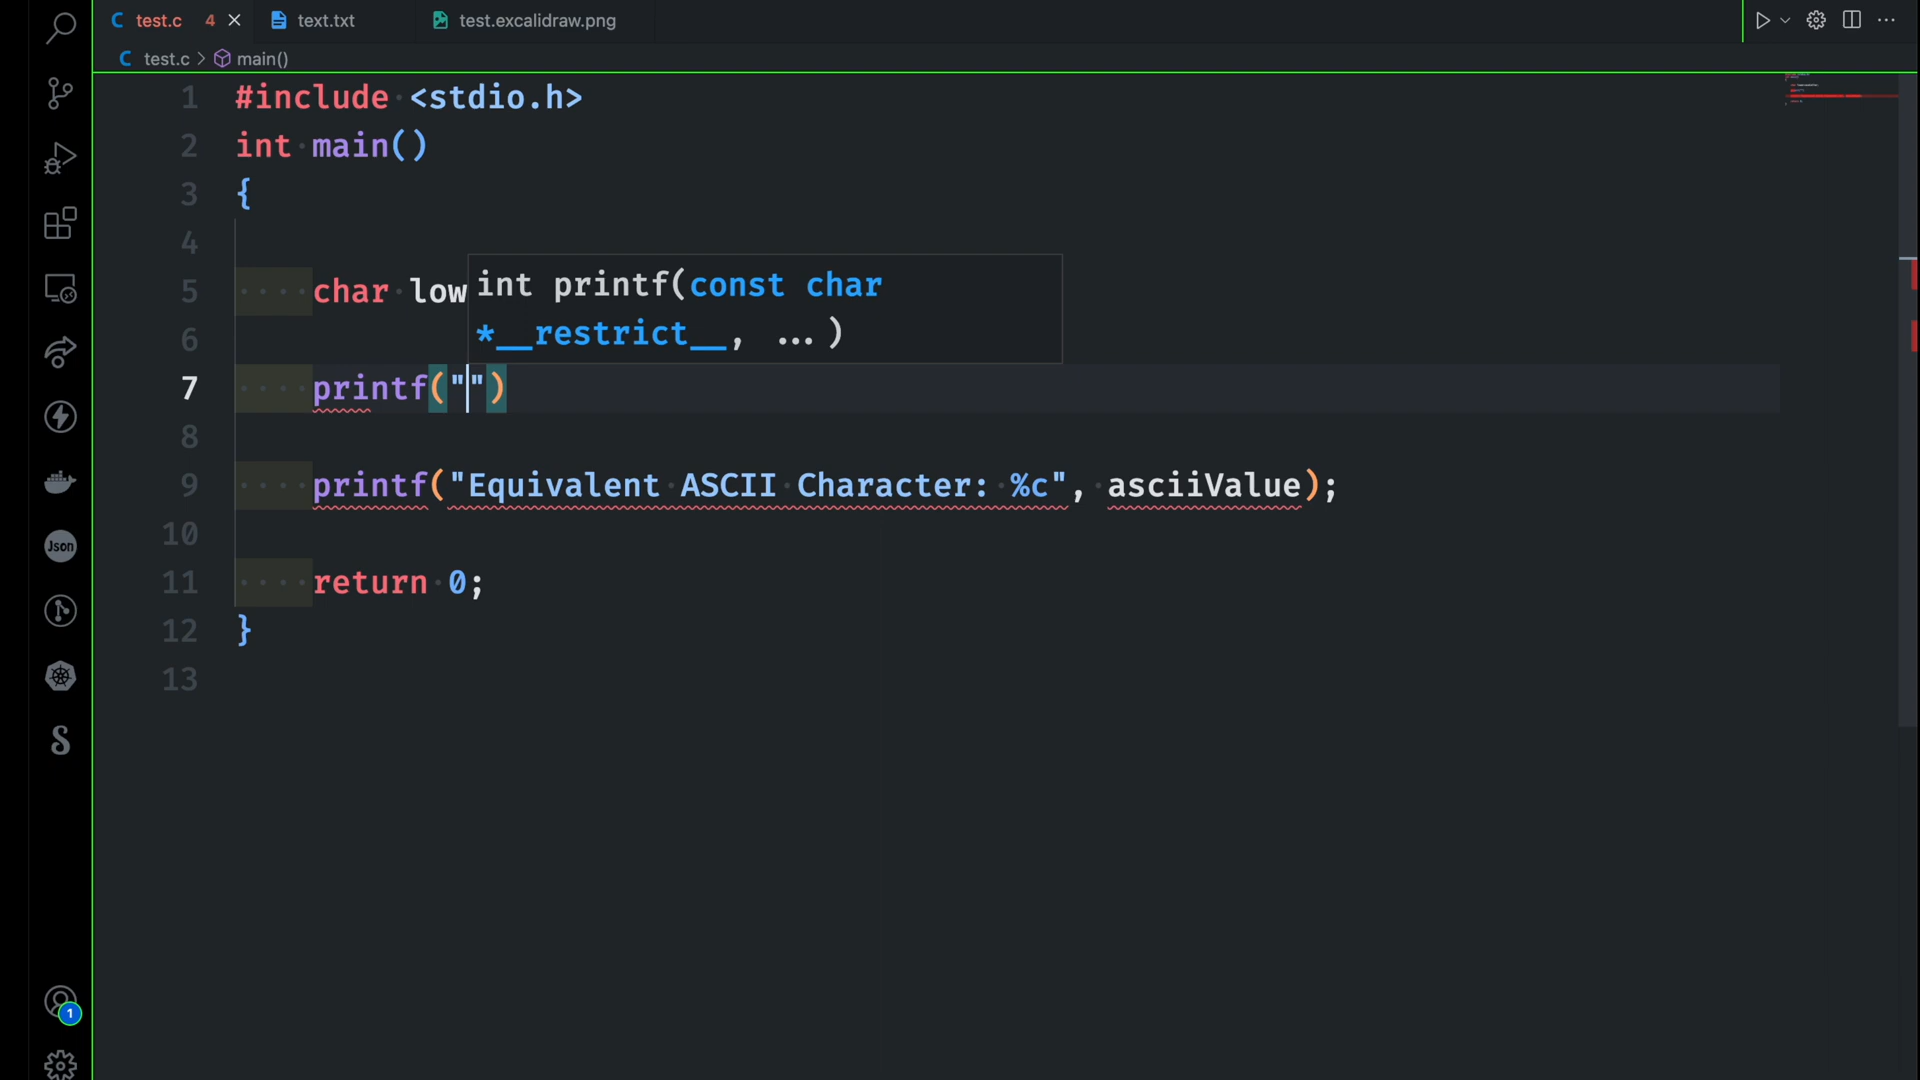 test.c 4 text.txt test.excalidraw.png
C test.c > main()
1 #include <stdio.h>
2 int main()
3 {
4
5 char low
int printf(const char
*__restrict__, ...)
6
7 printf("")
8
9 printf("Equivalent ASCII Character: %c", asciiValue);
10
11 return 0;
12 }
13
Json
1